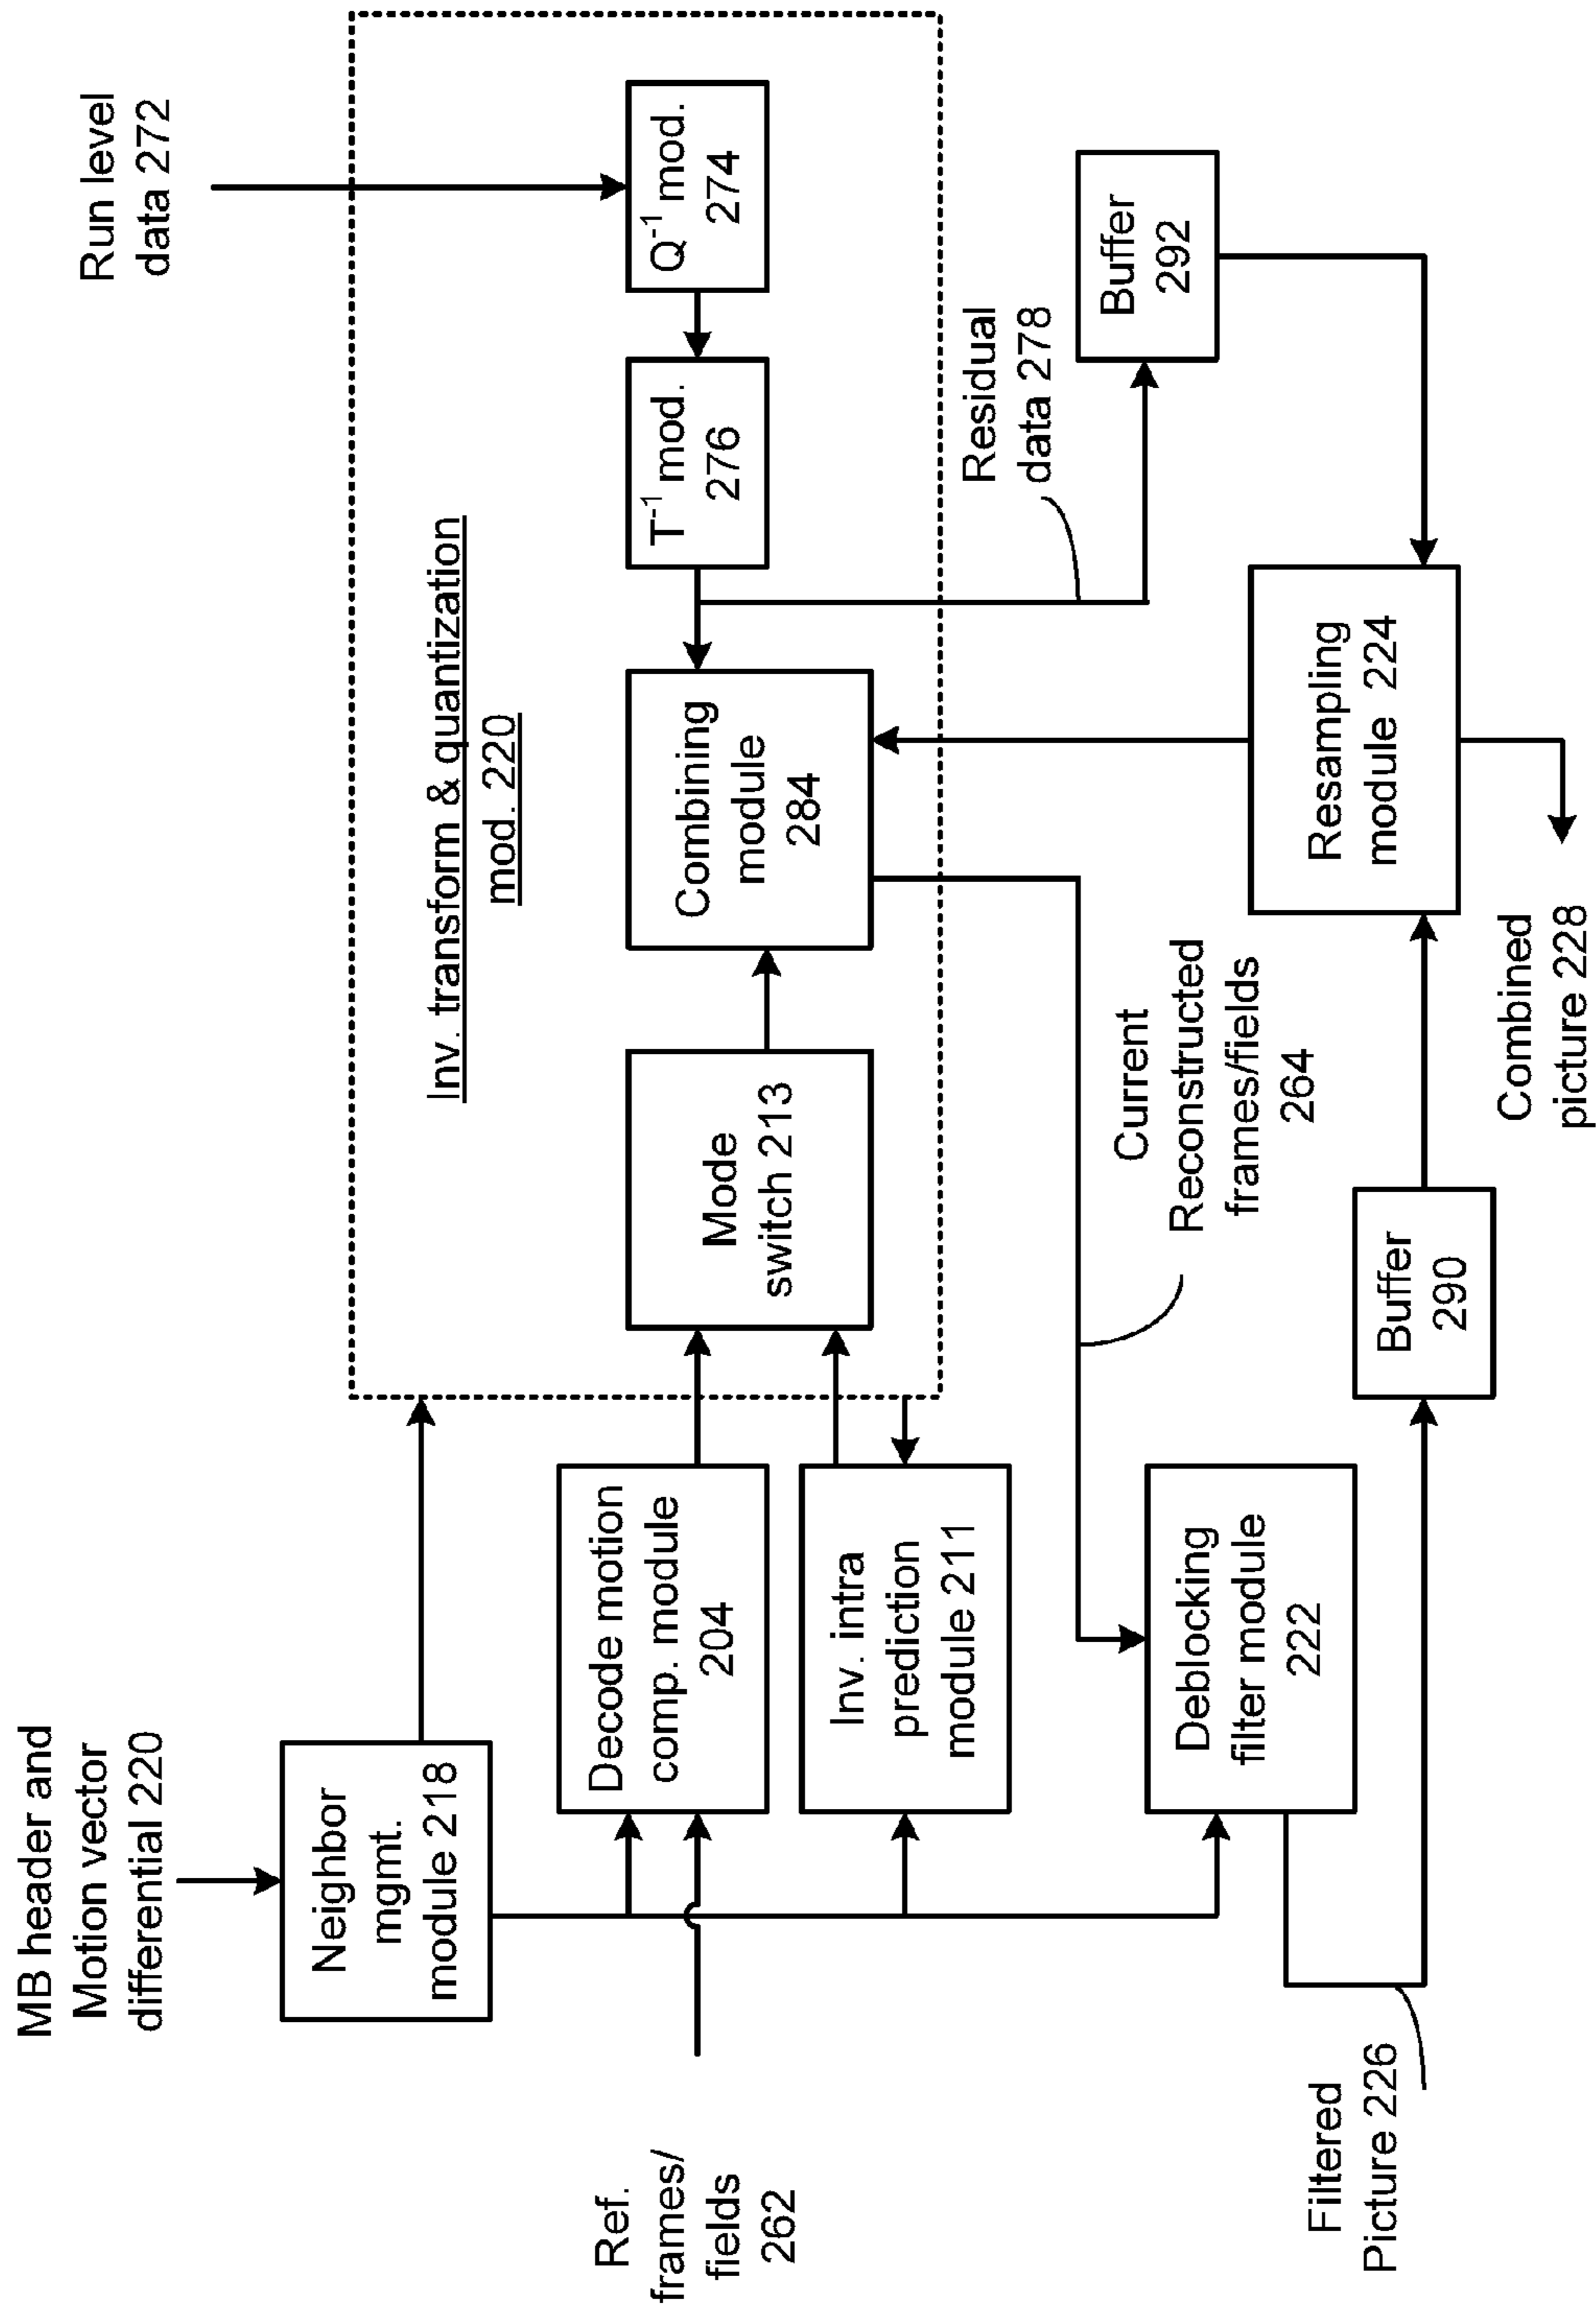 MB header and
Motion vector
differential 220
Run level
data 272
Neighbor
mgmt.
module 218
Inv. transform & quantization
mod. 220
Ref.
frames/
fields
262
Decode motion
comp. module
204
Mode
switch 213
Combining
module
284
T-1 mod.
276
Q-1 mod.
274
Inv. intra
prediction
module 211
Residual
data 278
Current
Reconstructed
frames/fields
264
Buffer
292
Deblocking
filter module
222
Filtered
Picture 226
Buffer
290
Resampling
module 224
Combined
picture 228